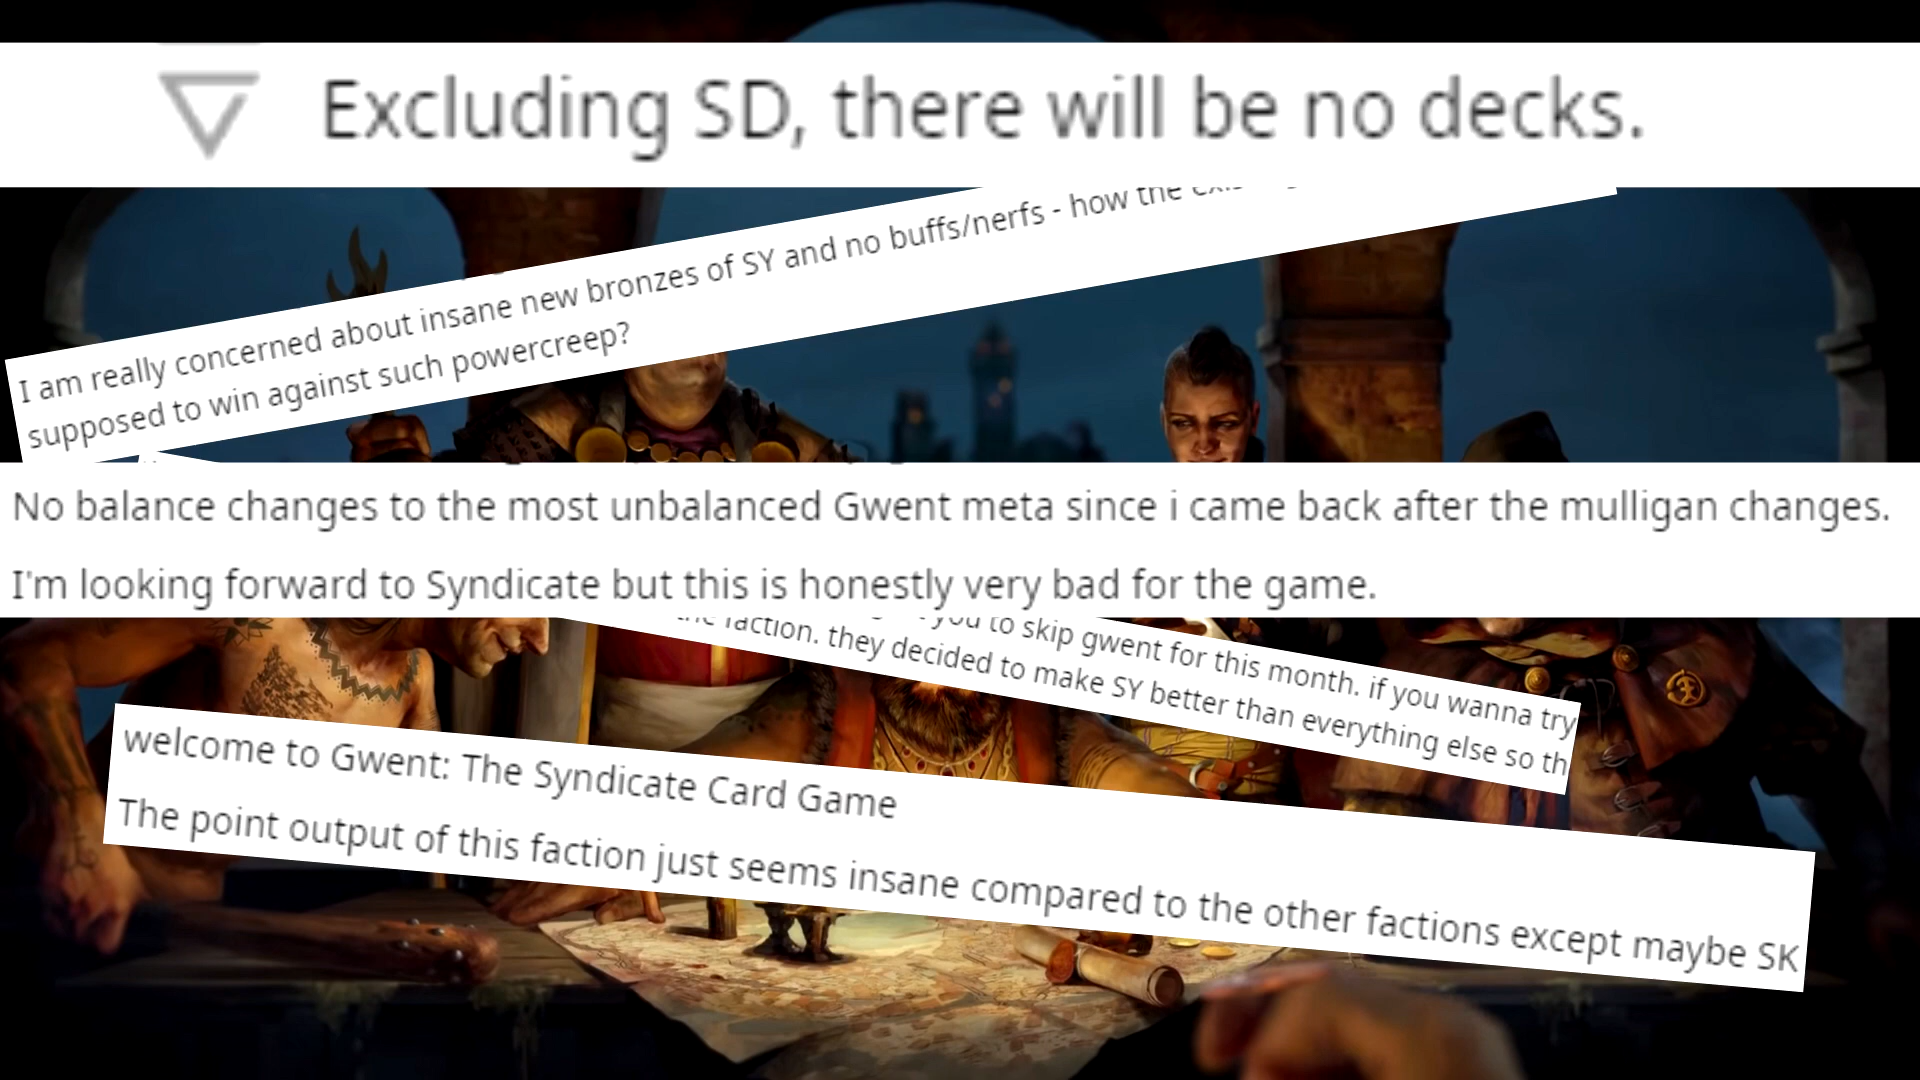 Excluding SD, there will be no decks.
I am really concerned about insane new bronzes of SY and no buffs/nerfs - how the
supposed to win against such powercreep?
No balance changes to the most unbalanced Gwent meta since i came back after the mulligan changes.
I'm looking forward to Syndicate but this is honestly very bad for the game.
you to skip gwent for this month. if you wanna try
the faction. they decided to make SY better than everything else so th
welcome to Gwent: The Syndicate Card Game
The point output of this faction just seems insane compared to the other factions except maybe SK